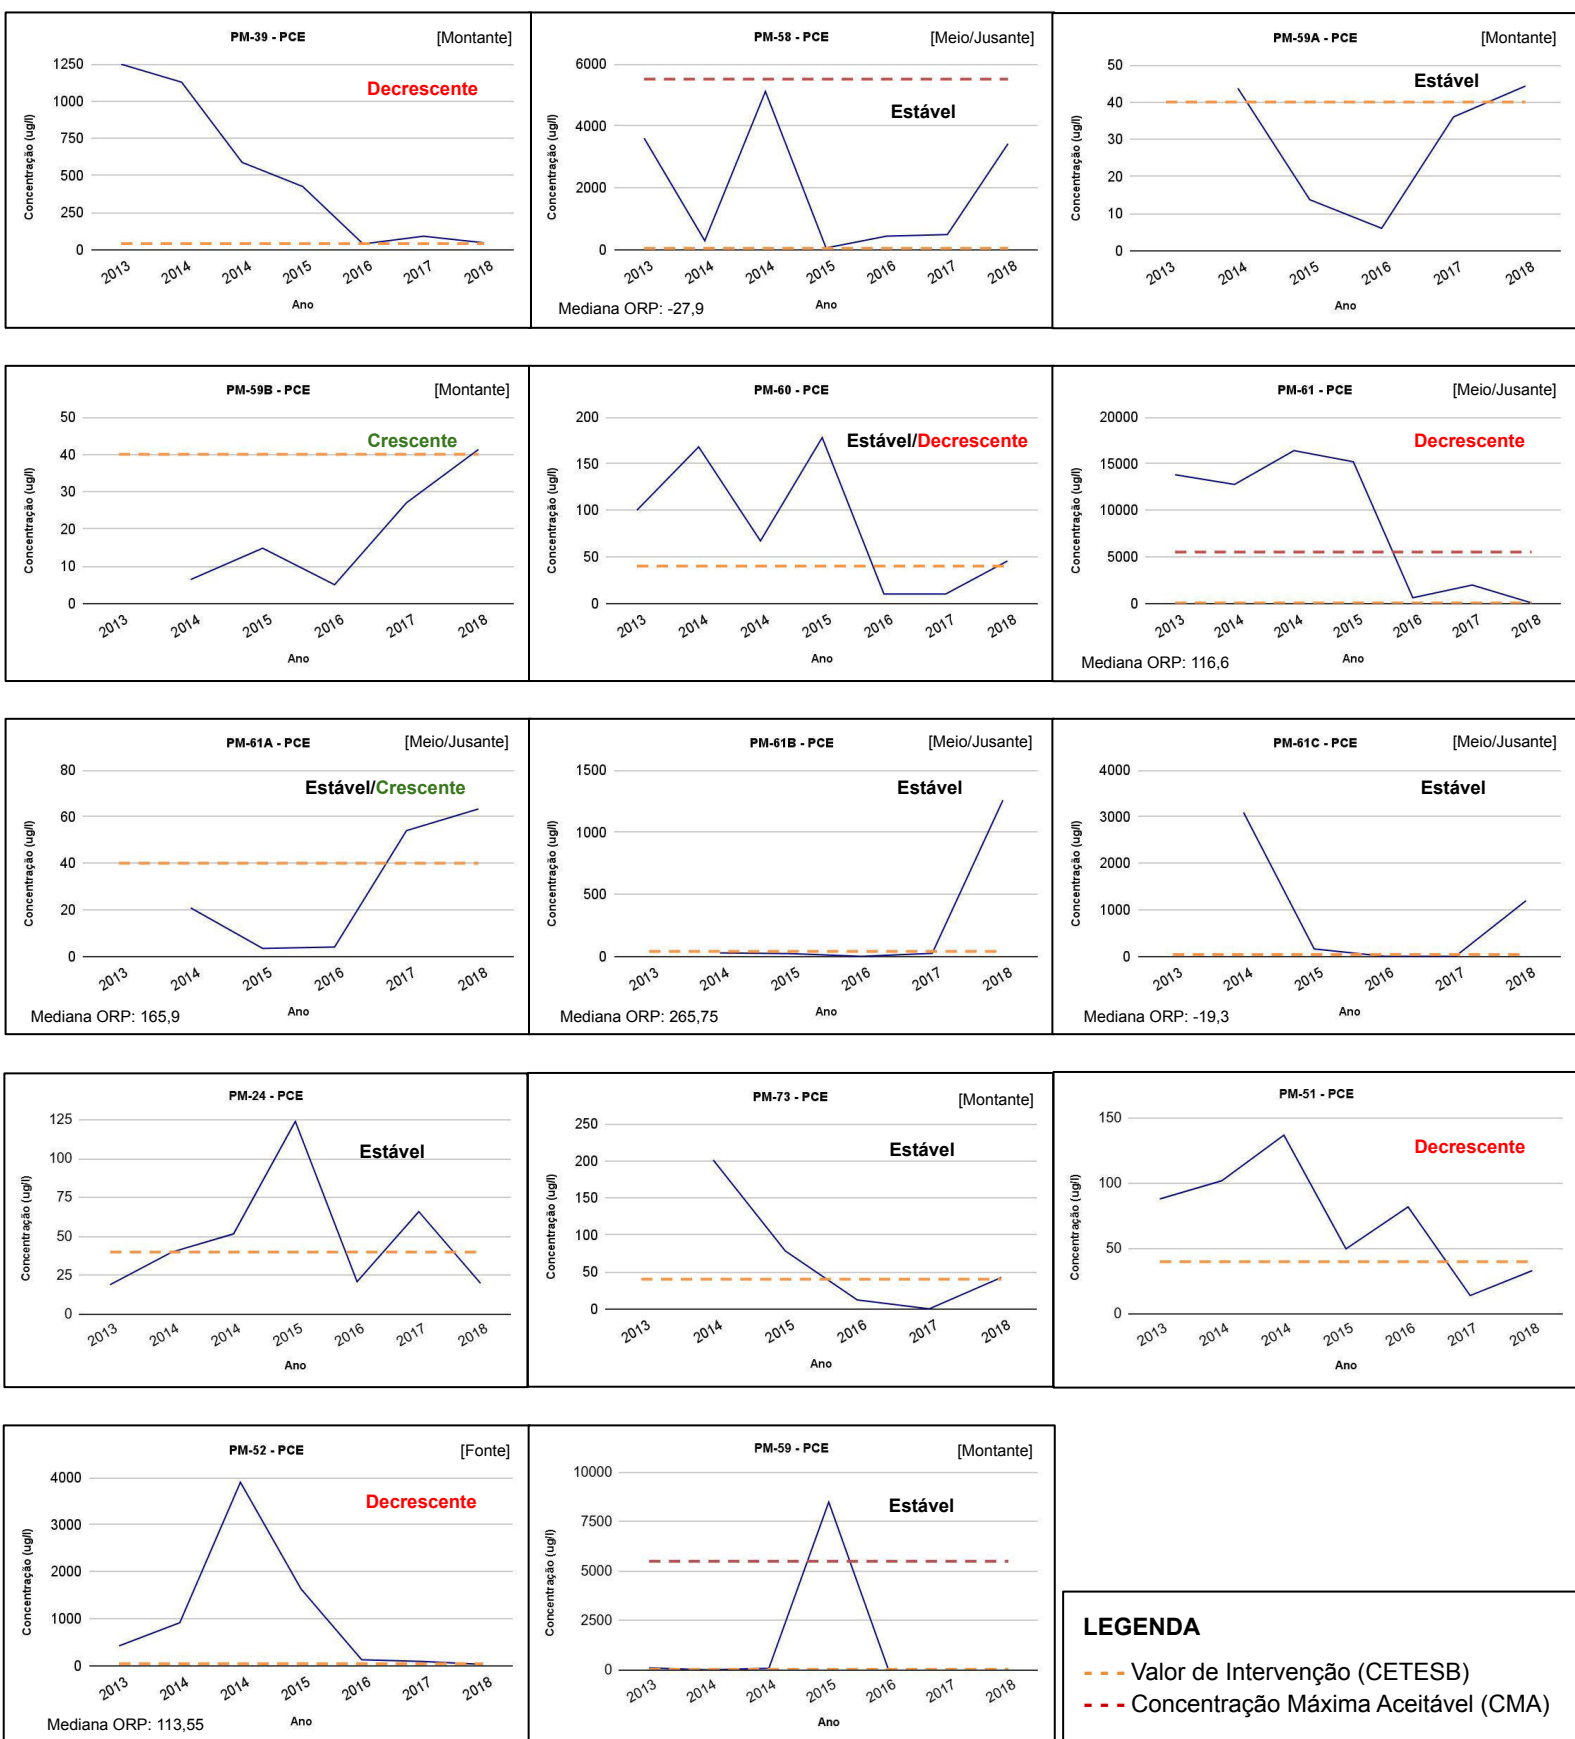 PM-39 - PCE [Montante]
Decrescente
Concentração (ug/l)
1250
1000
750
500
250
0
2013 2014 2014 2015 2016 2017 2018
Ano
PM-58 - PCE [Meio/Jusante]
Estável
Concentração (ug/l)
6000
4000
2000
0
2013 2014 2014 2015 2016 2017 2018
Ano
Mediana ORP: -27,9
PM-59A - PCE [Montante]
Estável
Concentração (ug/l)
50
40
30
20
10
0
2013 2014 2015 2016 2017 2018
Ano
PM-59B - PCE [Montante]
Crescente
Concentração (ug/l)
50
40
30
20
10
0
2013 2014 2015 2016 2017 2018
Ano
PM-60 - PCE
Estável/Decrescente
Concentração (ug/l)
200
150
100
50
0
2013 2014 2014 2015 2016 2017 2018
Ano
PM-61 - PCE [Meio/Jusante]
Decrescente
Concentração (ug/l)
20000
15000
10000
5000
0
2013 2014 2014 2015 2016 2017 2018
Ano
Mediana ORP: 116,6
PM-61A - PCE [Meio/Jusante]
Estável/Crescente
Concentração (ug/l)
80
60
40
20
0
2013 2014 2015 2016 2017 2018
Ano
Mediana ORP: 165,9
PM-61B - PCE [Meio/Jusante]
Estável
Concentração (ug/l)
1500
1000
500
0
2013 2014 2015 2016 2017 2018
Ano
Mediana ORP: 265,75
PM-61C - PCE [Meio/Jusante]
Estável
Concentração (ug/l)
4000
3000
2000
1000
0
2013 2014 2015 2016 2017 2018
Ano
Mediana ORP: -19,3
PM-24 - PCE
Estável
Concentração (ug/l)
125
100
75
50
25
0
2013 2014 2014 2015 2016 2017 2018
Ano
PM-73 - PCE [Montante]
Estável
Concentração (ug/l)
250
200
150
100
50
0
2013 2014 2015 2016 2017 2018
Ano
PM-51 - PCE
Decrescente
Concentração (ug/l)
150
100
50
0
2013 2014 2014 2015 2016 2017 2018
Ano
PM-52 - PCE [Fonte]
Decrescente
Concentração (ug/l)
4000
3000
2000
1000
0
2013 2014 2014 2015 2016 2017 2018
Ano
Mediana ORP: 113,55
PM-59 - PCE [Montante]
Estável
Concentração (ug/l)
10000
7500
5000
2500
0
2013 2014 2014 2015 2016 2017 2018
Ano
LEGENDA
Valor de Intervenção (CETESB)
Concentração Máxima Aceitável (CMA)